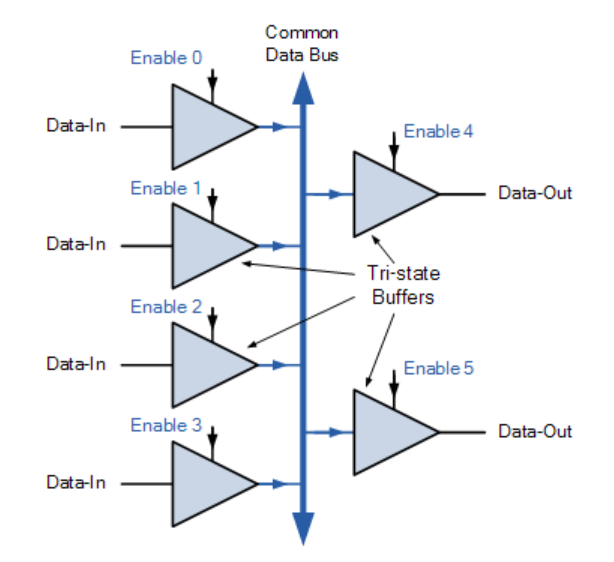 Common
Data Bus
Enable 0
Data-In
Enable 4
Enable 1
Data-Out
Data-In
Tri-state
Buffers
Enable 2
Data-In
Enable 5
Enable 3
Data-Out
Data-In